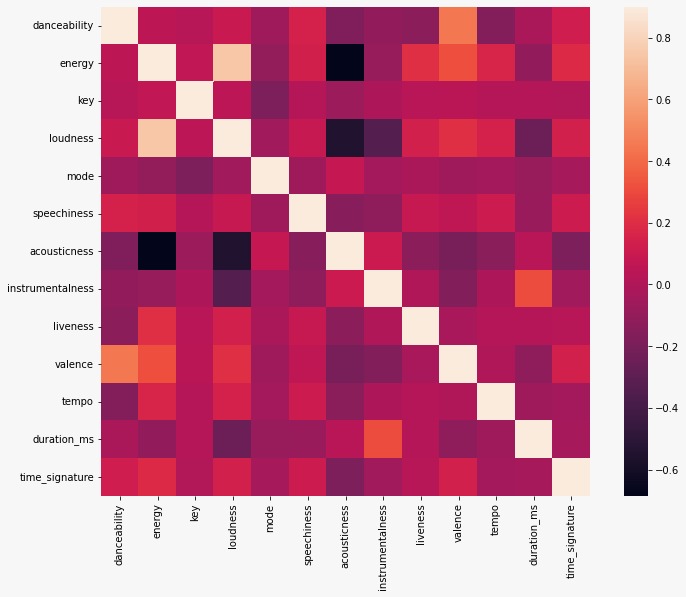 danceability
energy
key
loudness
mode
speechiness
acousticness
instrumentalness
liveness
valence
tempo
duration_ms
time_signature
danceability
energy
key
loudness
mode
speechiness
acousticness
instrumentalness
liveness
valence
tempo
duration_ms
time_signature
0.8
0.6
0.4
0.2
0.0
−0.2
−0.4
−0.6